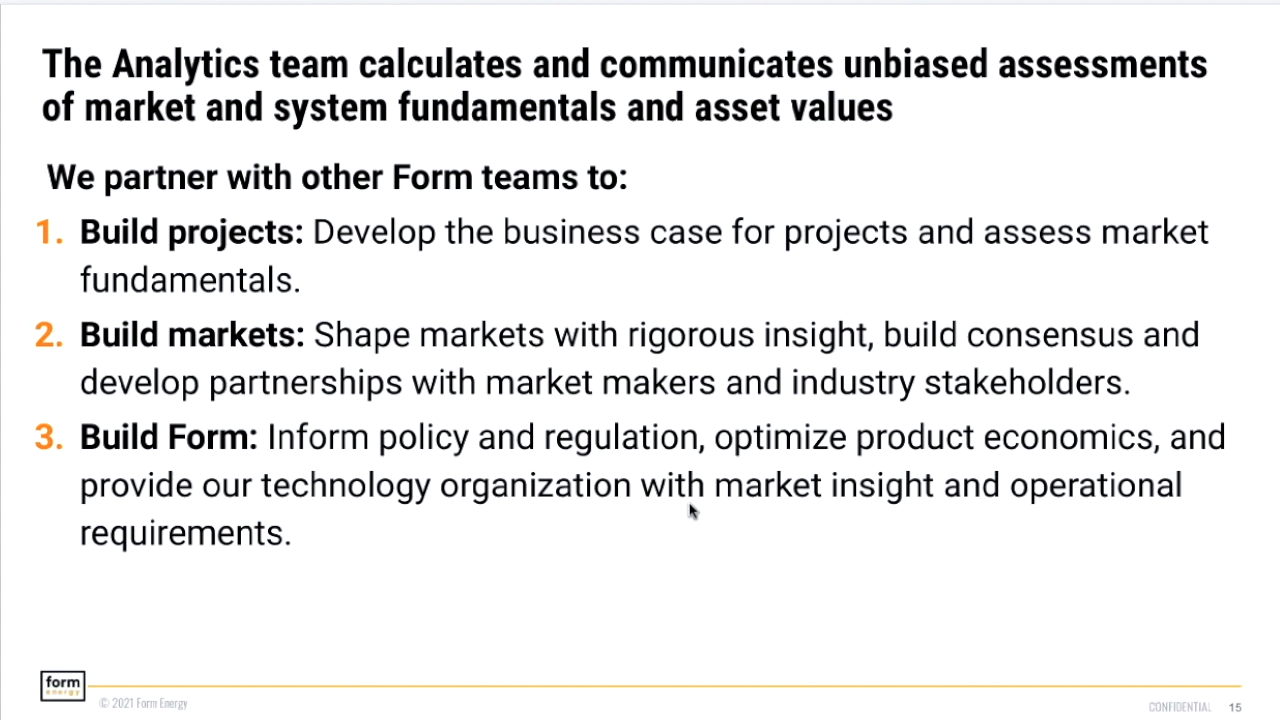 The Analytics team calculates and communicates unbiased assessments
of market and system fundamentals and asset values
We partner with other Form teams to:
1. Build projects: Develop the business case for projects and assess market
fundamentals.
2. Build markets: Shape markets with rigorous insight, build consensus and
develop partnerships with market makers and industry stakeholders.
3. Build Form: Inform policy and regulation, optimize product economics, and
provide our technology organization with market insight and operational
requirements.
form
energy
© 2021 Form Energy
CONFIDENTIAL 15